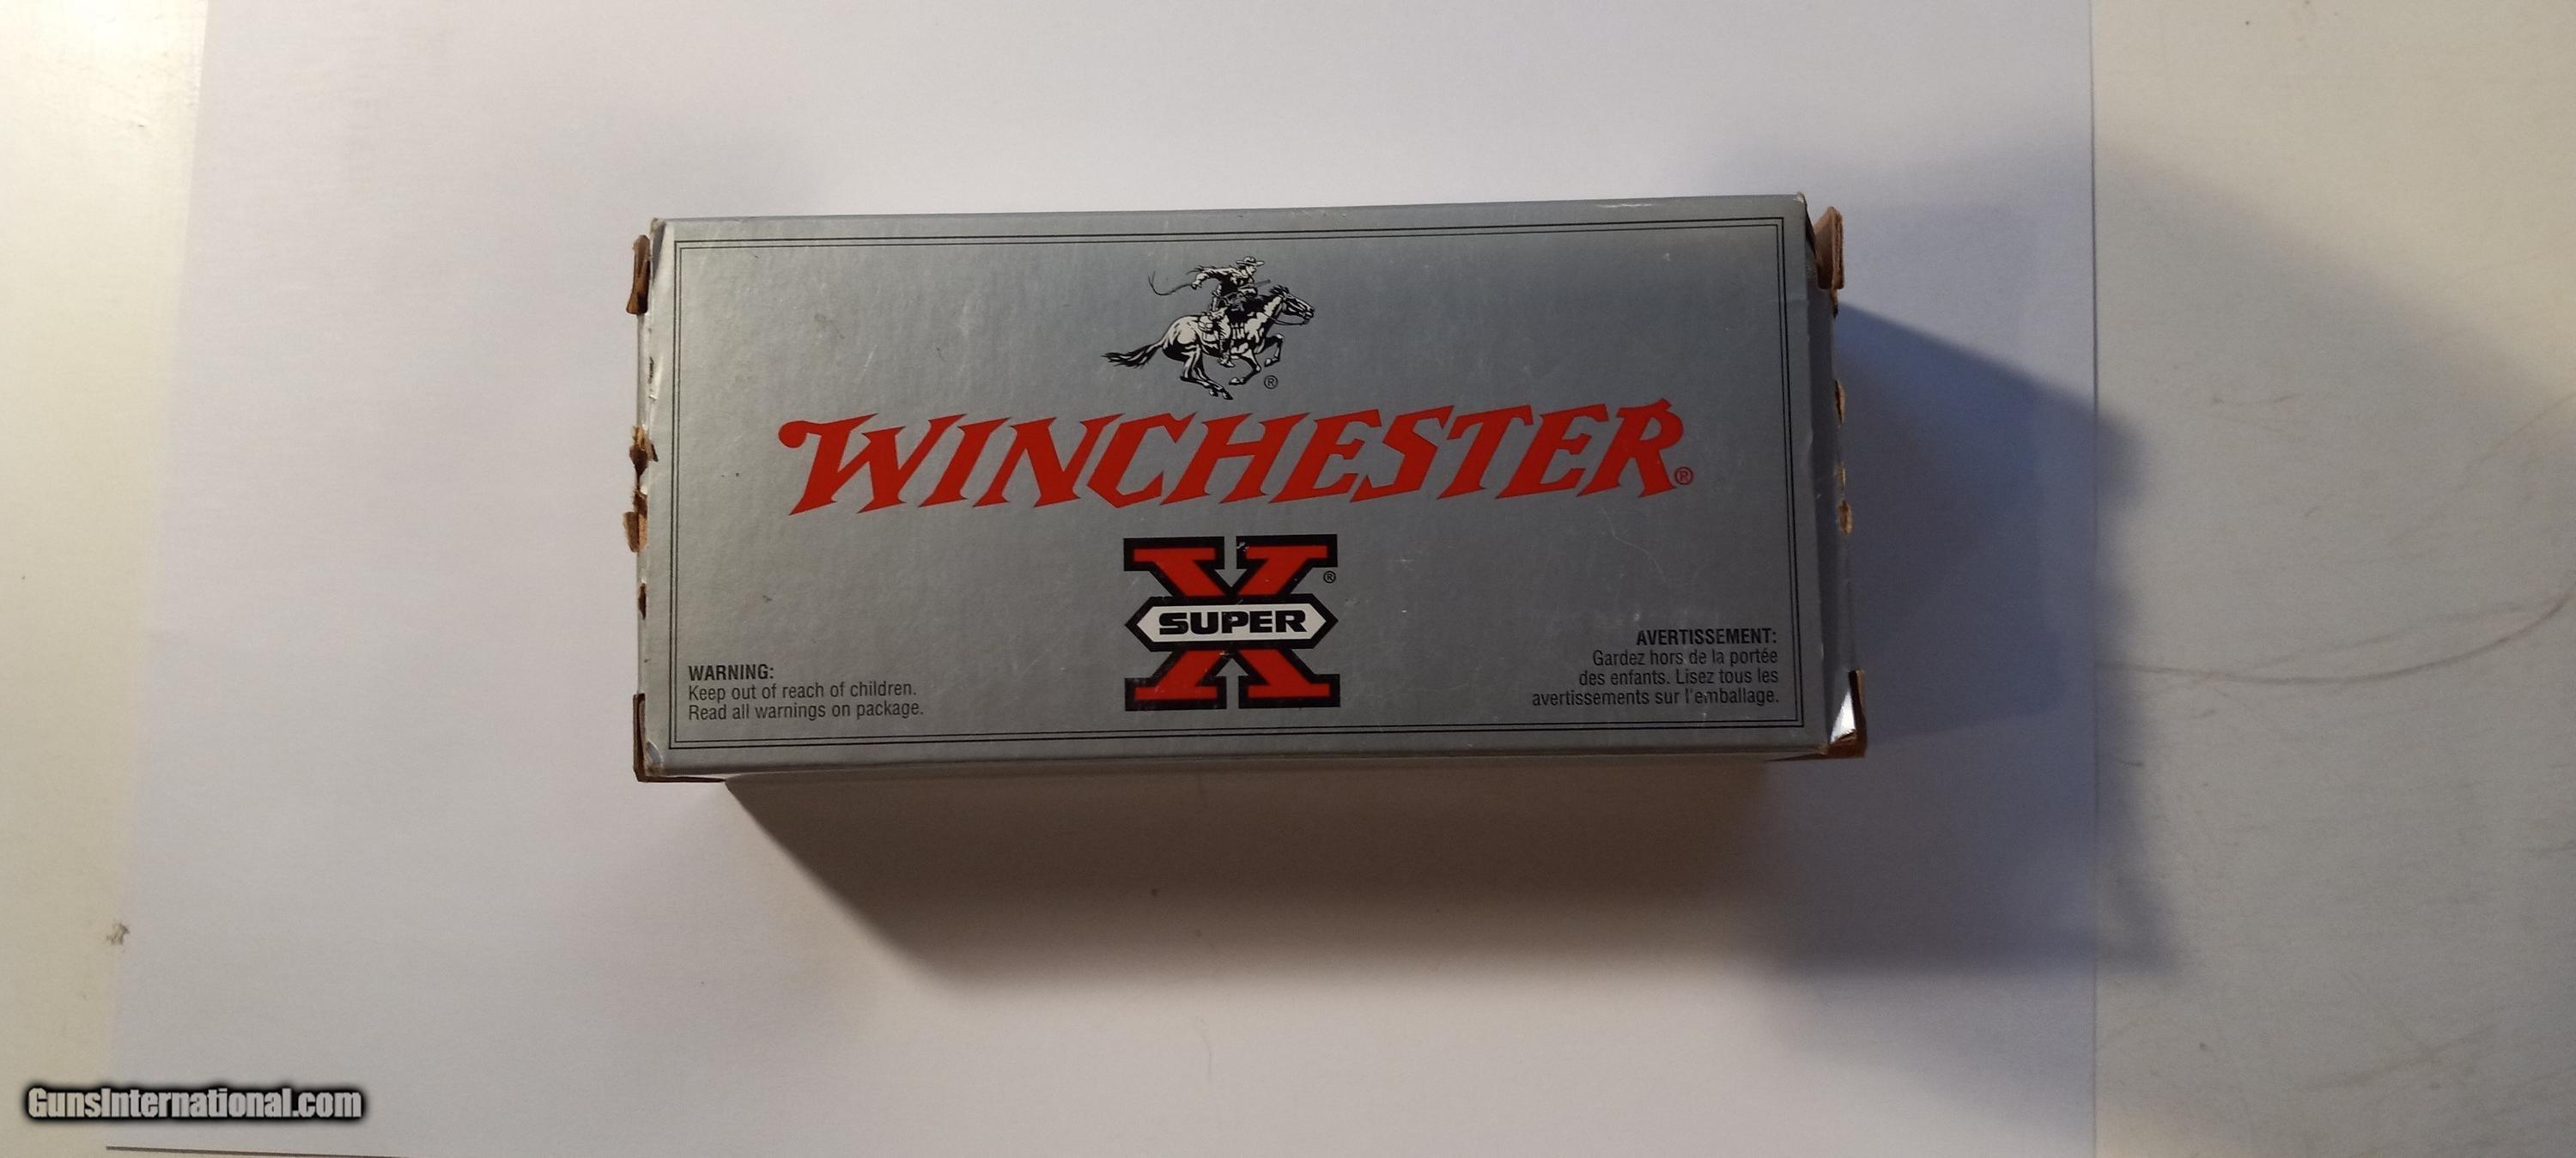 WINCHESTER®
X®
SUPER
WARNING:
Keep out of reach of children.
Read all warnings on package.
AVERTISSEMENT:
Gardez hors de la portée
des enfants. Lisez tous les
avertissements sur l'emballage.
GunsInternational.com